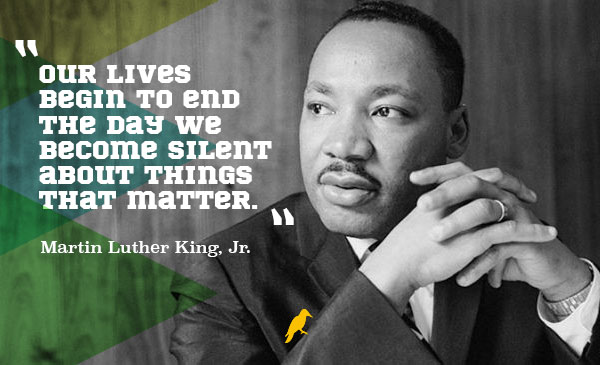 “
OUR LIVES
BEGIN TO END
THE DAY WE
BECOME SILENT
ABOUT THINGS
THAT MATTER.
”
Martin Luther King, Jr.